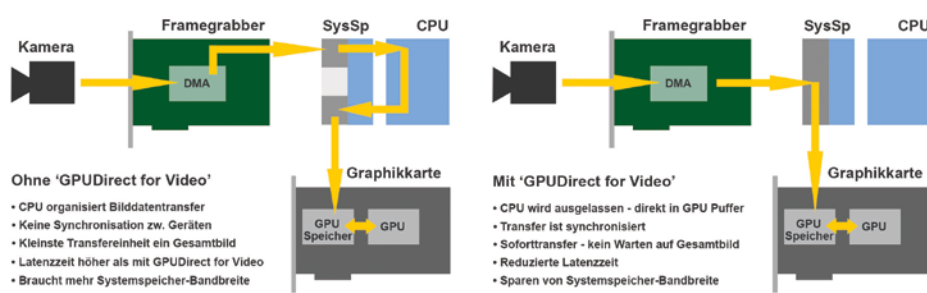 Framegrabber
SysSp
CPU
Kamera
DMA
Graphikkarte
GPU
Speicher
GPU
Ohne 'GPUDirect for Video'
• CPU organisiert Bilddatentransfer
• Keine Synchronisation zw. Geräten
• Kleinste Transfereinheit ein Gesamtbild
• Latenzzeit höher als mit GPUDirect for Video
• Braucht mehr Systemspeicher-Bandbreite
Framegrabber
SysSp
CPU
Kamera
DMA
Graphikkarte
GPU
Speicher
GPU
Mit 'GPUDirect for Video'
• CPU wird ausgelassen - direkt in GPU Puffer
• Transfer ist synchronisiert
• Soforttransfer - kein Warten auf Gesamtbild
• Reduzierte Latenzzeit
• Sparen von Systemspeicher-Bandbreite